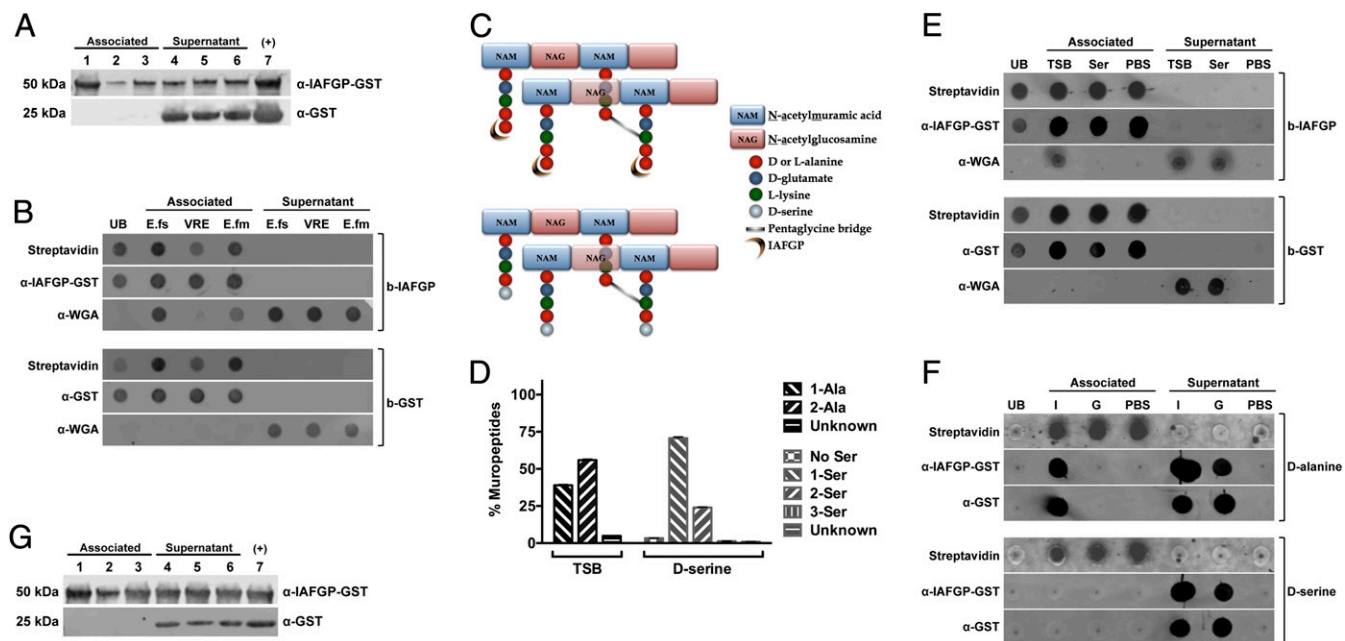 A
Associated Supernatant (+)
1 2 3 4 5 6 7
50 kDa α-IAFGP-GST
25 kDa α-GST
B
Associated Supernatant
UB E.fs VRE E.fm E.fs VRE E.fm
Streptavidin
α-IAFGP-GST b-IAFGP
α-WGA
Streptavidin
α-GST b-GST
α-WGA
C
NAM NAG NAM
NAM NAG NAM
NAM N-acetylmuramic acid
NAG N-acetylglucosamine
D or L-alanine
D-glutamate
L-lysine
D-serine
Pentaglycine bridge
IAFGP
NAM NAG NAM
NAM NAG NAM
D
% Muropeptides
100
75
50
25
0
TSB D-serine
1-Ala
2-Ala
Unknown
No Ser
1-Ser
2-Ser
3-Ser
Unknown
E
Associated Supernatant
UB TSB Ser PBS TSB Ser PBS
Streptavidin
α-IAFGP-GST b-IAFGP
α-WGA
Streptavidin
α-GST b-GST
α-WGA
F
Associated Supernatant
UB I G PBS I G PBS
Streptavidin
α-IAFGP-GST D-alanine
α-GST
Streptavidin
α-IAFGP-GST D-serine
α-GST
G
Associated Supernatant (+)
1 2 3 4 5 6 7
50 kDa α-IAFGP-GST
25 kDa α-GST